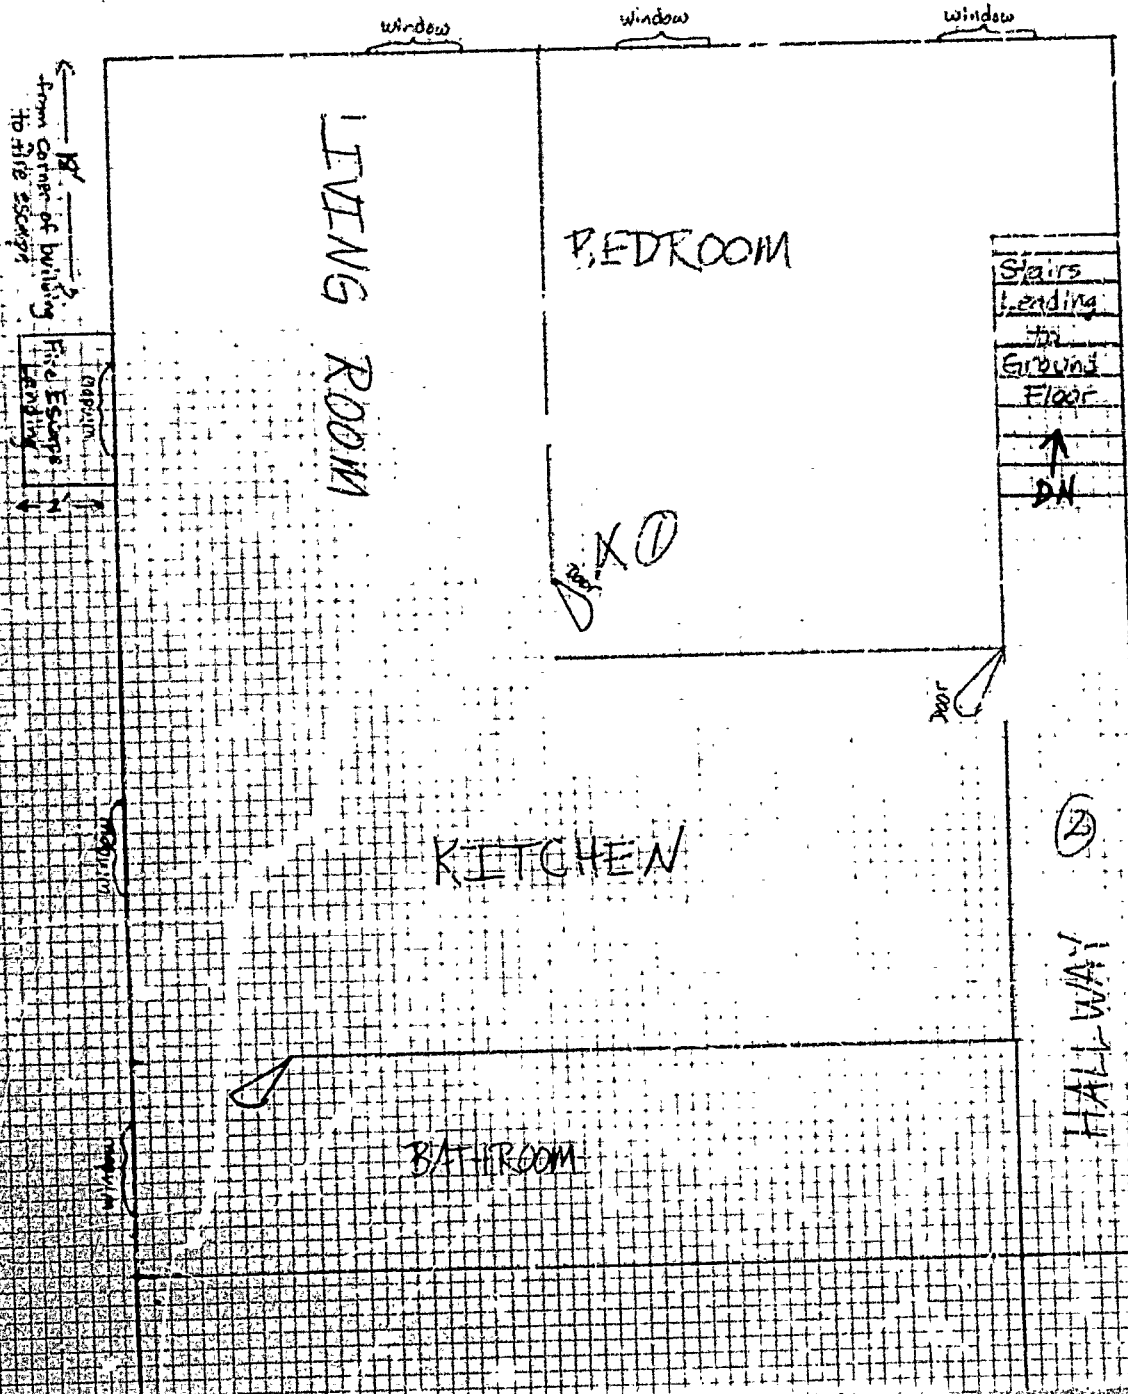 window
window
window
from corner of building
to fire escape
Fire Escape
Landing
window
2'
LIVING ROOM
BEDROOM
Stairs
Leading
to
Ground
Floor
DN
X ①
Door
Door
②
HALLWAY
KITCHEN
window
BATHROOM
window